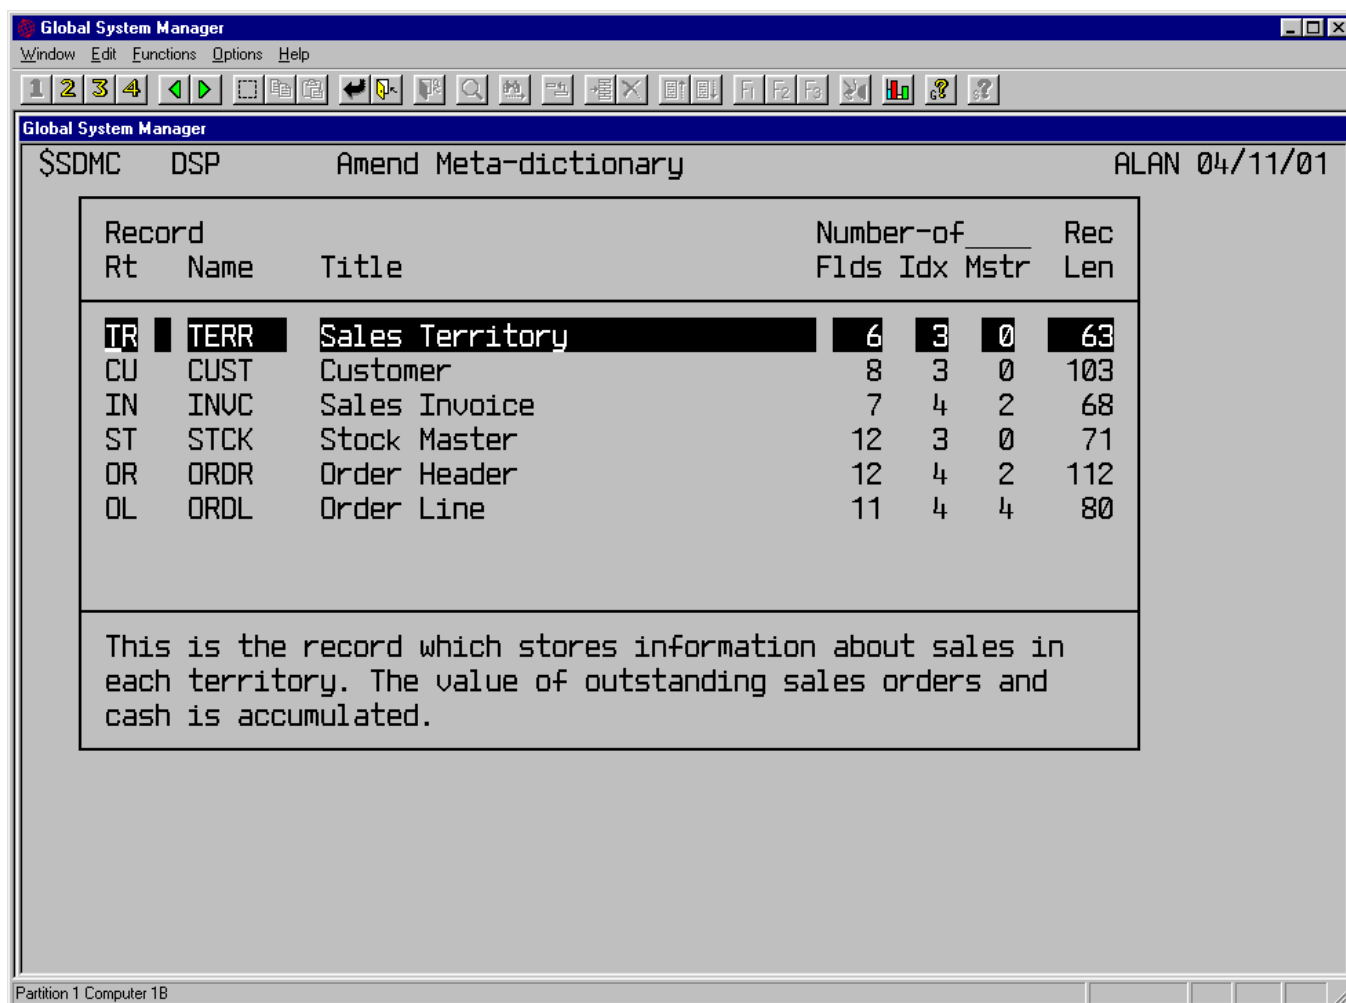 Global System Manager
Window Edit Functions Options Help
1 2 3 4 F1 F2 F3 G? S?
Global System Manager
$SDMC DSP Amend Meta-dictionary ALAN 04/11/01
Record Number-of____ Rec
Rt Name Title Flds Idx Mstr Len
TR TERR Sales Territory 6 3 0 63
CU CUST Customer 8 3 0 103
IN INVC Sales Invoice 7 4 2 68
ST STCK Stock Master 12 3 0 71
OR ORDR Order Header 12 4 2 112
OL ORDL Order Line 11 4 4 80
This is the record which stores information about sales in
each territory. The value of outstanding sales orders and
cash is accumulated.
Partition 1 Computer 1B